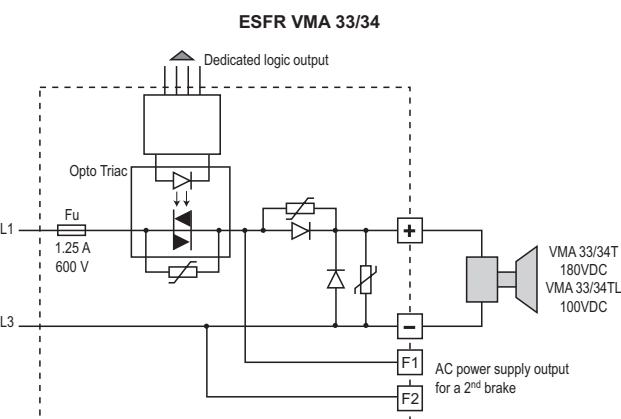 ESFR VMA 33/34
Dedicated logic output
Opto Triac
L1
Fu
1.25 A
600 V
+
VMA 33/34T
180VDC
VMA 33/34TL
100VDC
L3
–
F1
AC power supply output
for a 2nd brake
F2